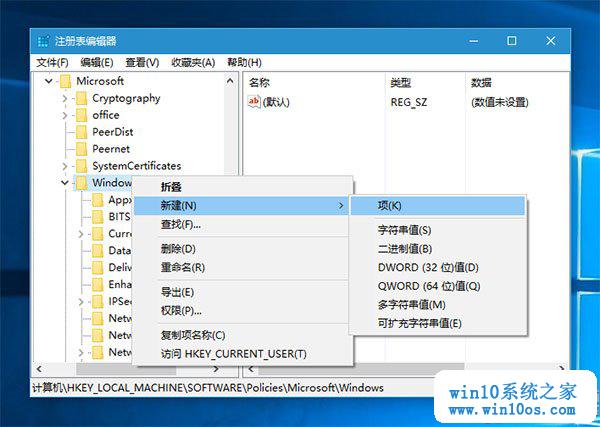 注册表编辑器
文件(F) 编辑(E) 查看(V) 收藏夹(A) 帮助(H)
Microsoft
Cryptography
office
PeerDist
Peernet
SystemCertificates
Window
Appx
BITS
Curre
Data
Deliv
Enha
IPSec
Netw
Netw
Netw
名称 类型 数据
ab (默认) REG_SZ (数值未设置)
折叠
新建(N)
查找(F)...
删除(D)
重命名(R)
导出(E)
权限(P)...
复制项名称(C)
访问 HKEY_CURRENT_USER(T)
项(K)
字符串值(S)
二进制值(B)
DWORD (32 位)值(D)
QWORD (64 位)值(Q)
多字符串值(M)
可扩充字符串值(E)
计算机\HKEY_LOCAL_MACHINE\SOFTWARE\Policies\Microsoft\Windows
win10系统之家
www.win10os.com